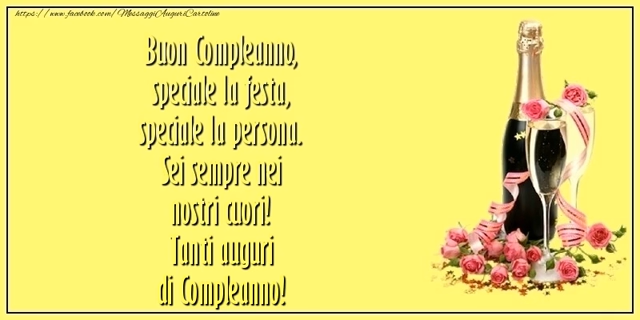 https://www.facebook.com/MessaggiAuguriCartoline
Buon Compleanno,
speciale la festa,
speciale la persona.
Sei sempre nei
nostri cuori!
Tanti auguri
di Compleanno!